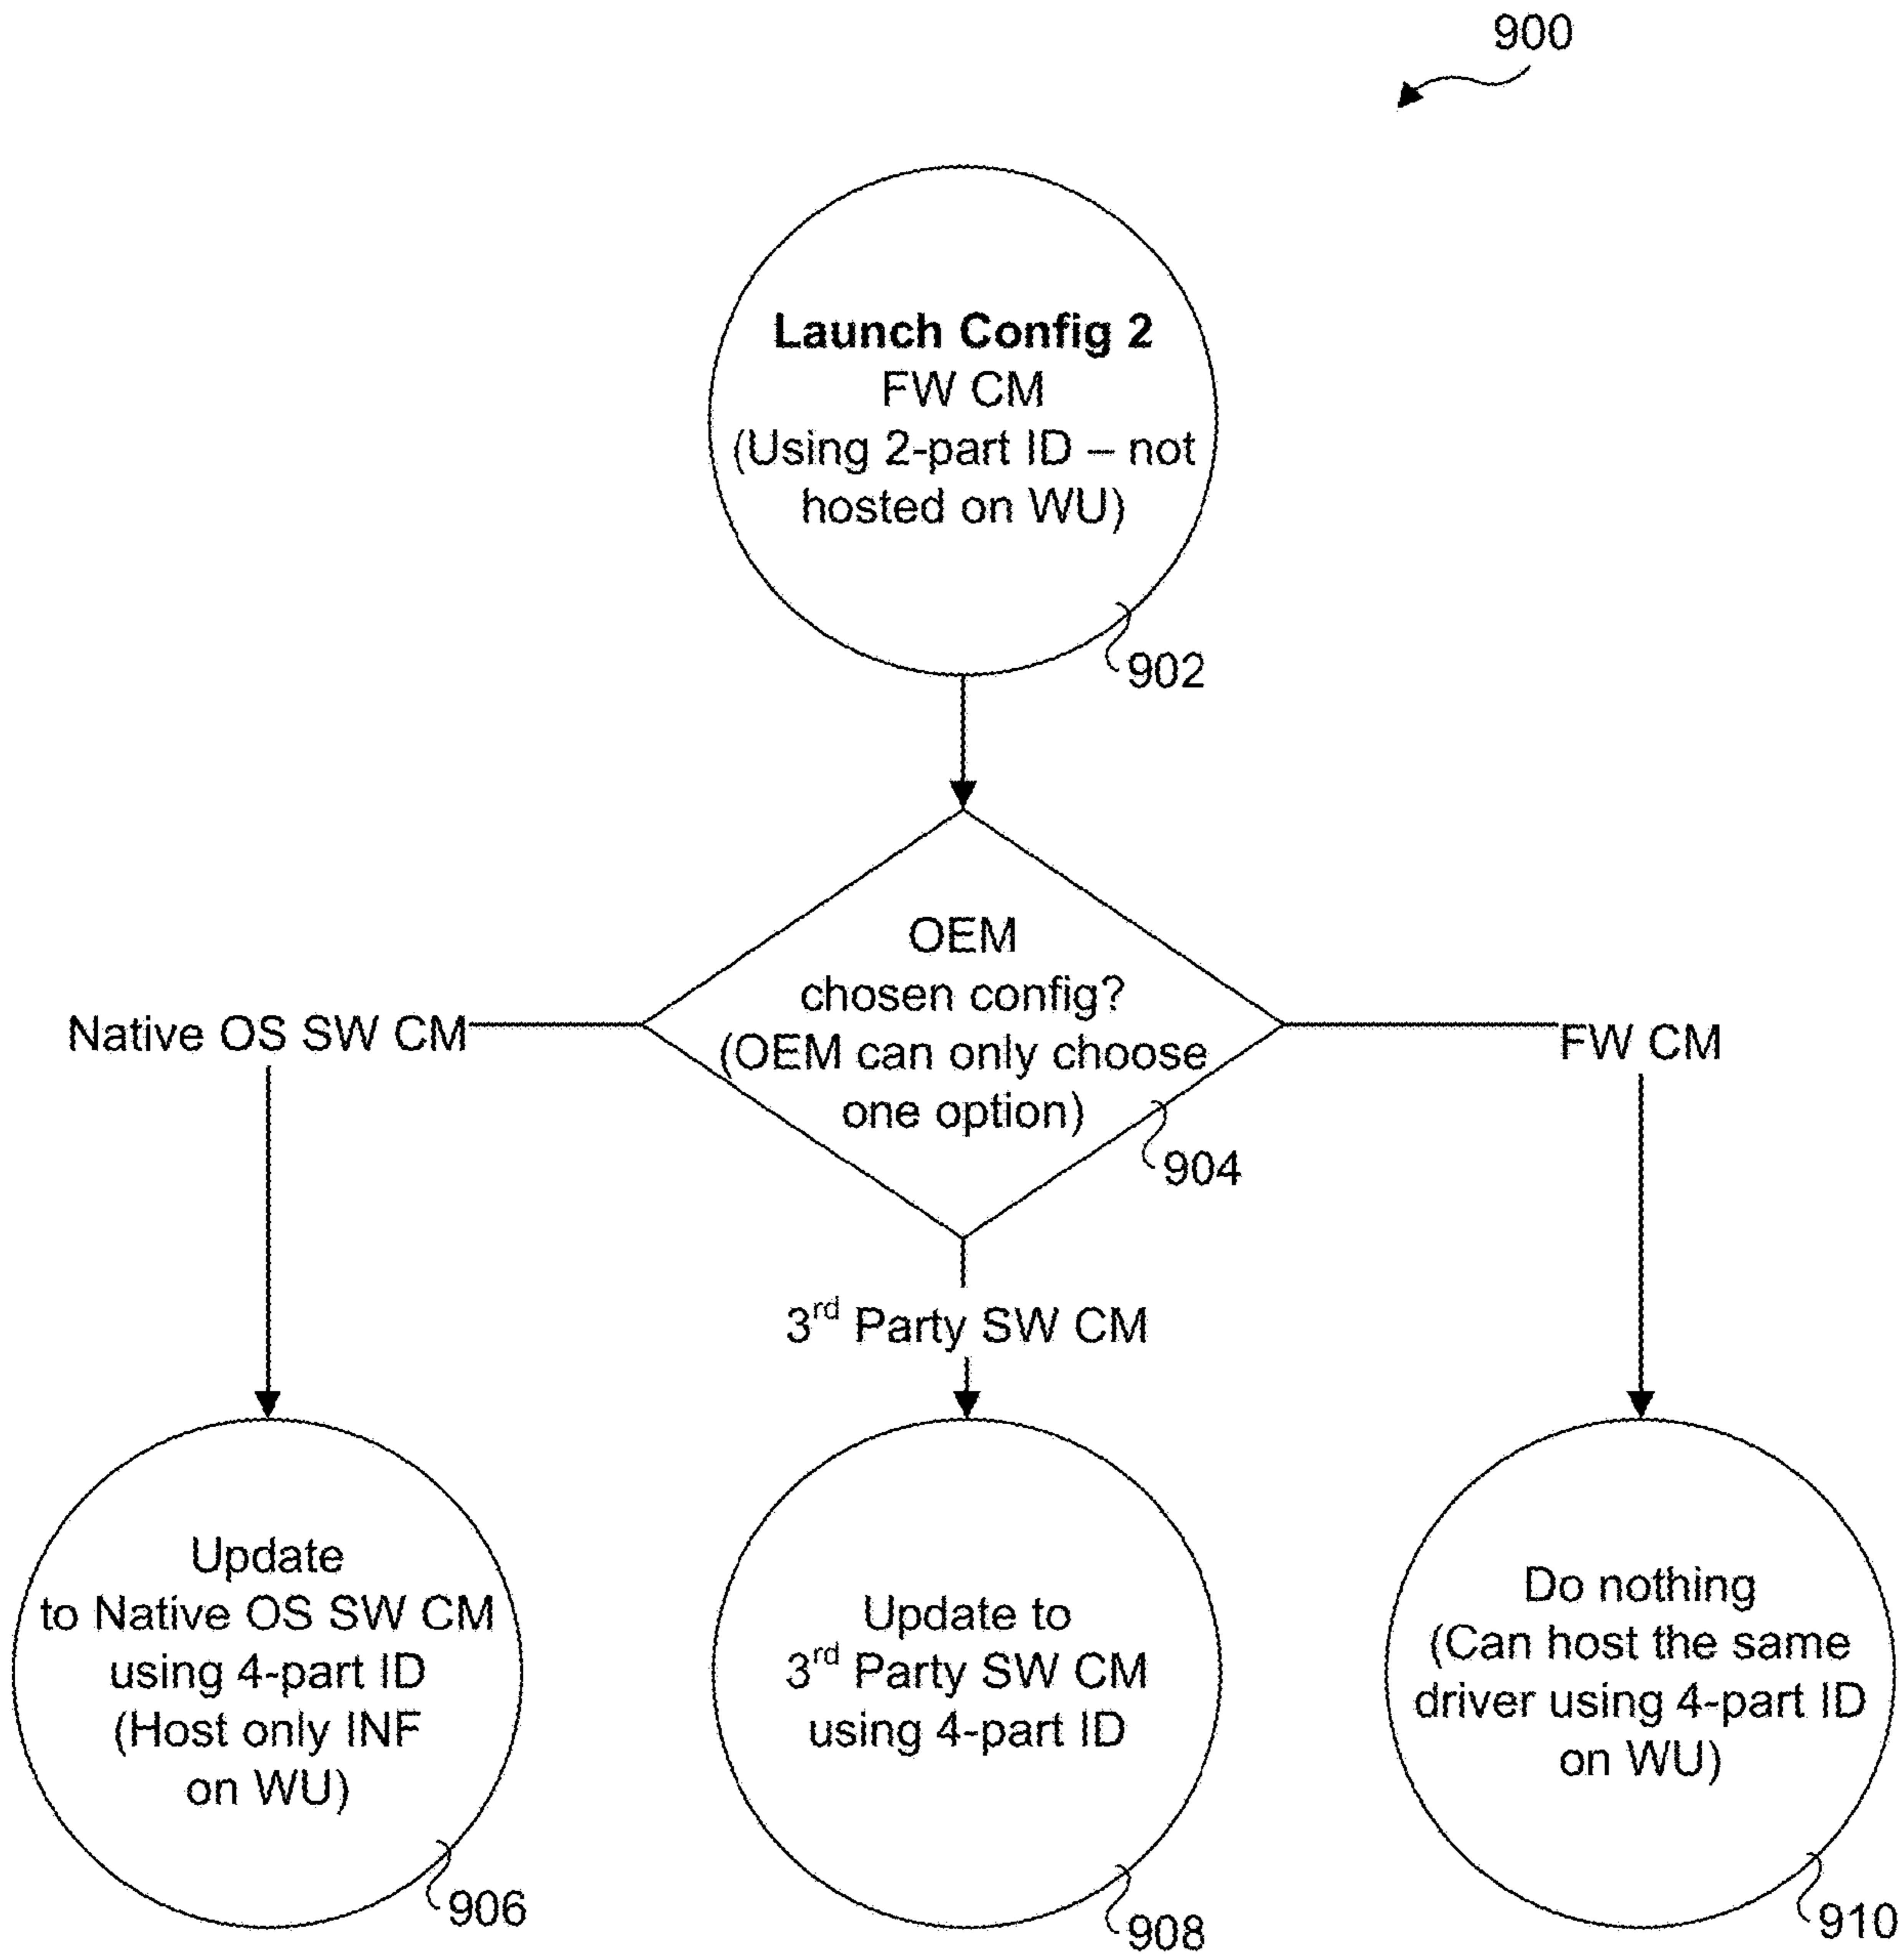 900
Launch Config 2
FW CM
(Using 2-part ID – not
hosted on WU)
902
OEM
chosen config?
(OEM can only choose
one option)
904
Native OS SW CM
FW CM
3rd Party SW CM
Update
to Native OS SW CM
using 4-part ID
(Host only INF
on WU)
906
Update to
3rd Party SW CM
using 4-part ID
908
Do nothing
(Can host the same
driver using 4-part ID
on WU)
910